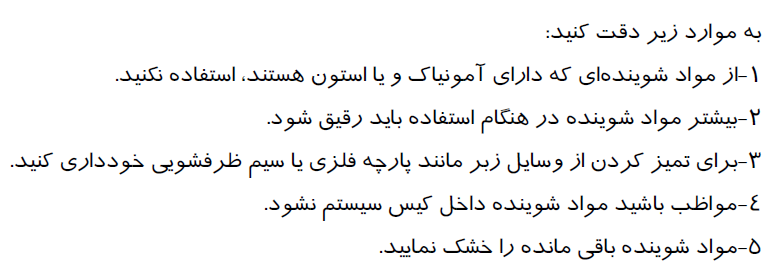 به موارد زیر دقت کنید:
۱-از مواد شوینده‌ای که دارای آمونیاک و یا استون هستند، استفاده نکنید.
۲-بیشتر مواد شوینده در هنگام استفاده باید رقیق شود.
۳-برای تمیز کردن از وسایل زبر مانند پارچه فلزی یا سیم ظرفشویی خودداری کنید.
٤-مواظب باشید مواد شوینده داخل کیس سیستم نشود.
۵-مواد شوینده باقی مانده را خشک نمایید.